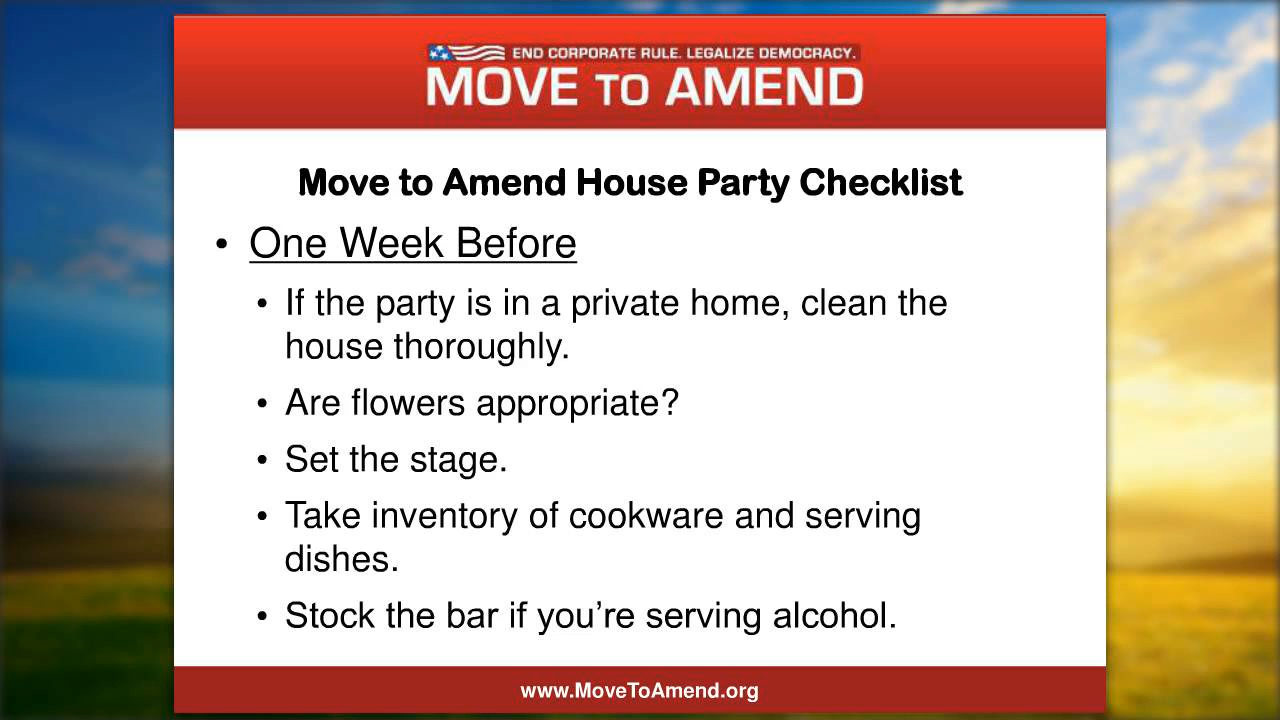 END CORPORATE RULE. LEGALIZE DEMOCRACY.
MOVE TO AMEND
Move to Amend House Party Checklist
• One Week Before
• If the party is in a private home, clean the
house thoroughly.
• Are flowers appropriate?
• Set the stage.
• Take inventory of cookware and serving
dishes.
• Stock the bar if you’re serving alcohol.
www.MoveToAmend.org